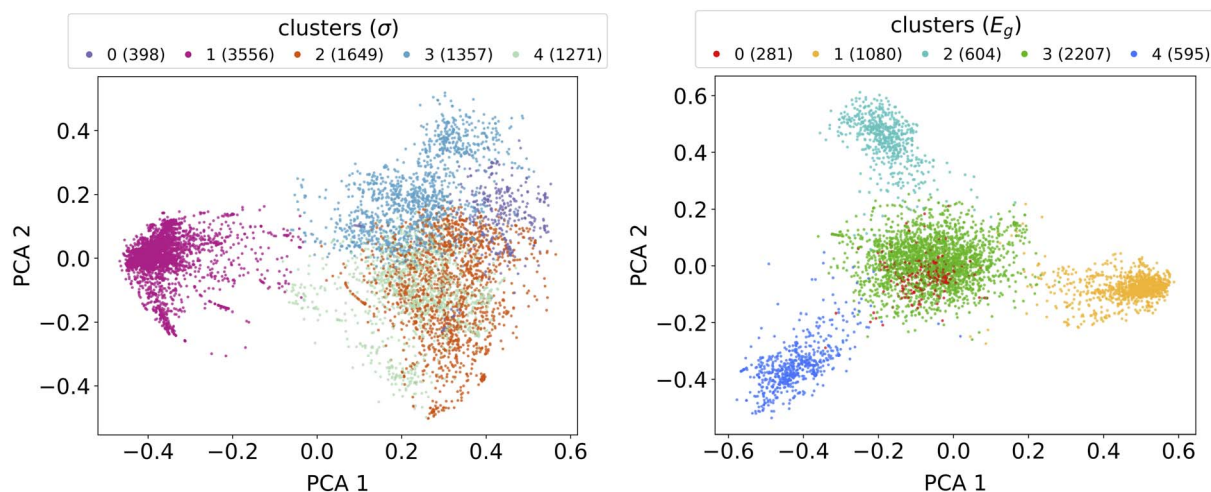 clusters (σ)
0 (398) 1 (3556) 2 (1649) 3 (1357) 4 (1271)
0.4
0.2
0.0
−0.2
−0.4
PCA 2
−0.4 −0.2 0.0 0.2 0.4 0.6
PCA 1
clusters (E_g)
0 (281) 1 (1080) 2 (604) 3 (2207) 4 (595)
0.6
0.4
0.2
0.0
−0.2
−0.4
PCA 2
−0.6 −0.4 −0.2 0.0 0.2 0.4 0.6
PCA 1